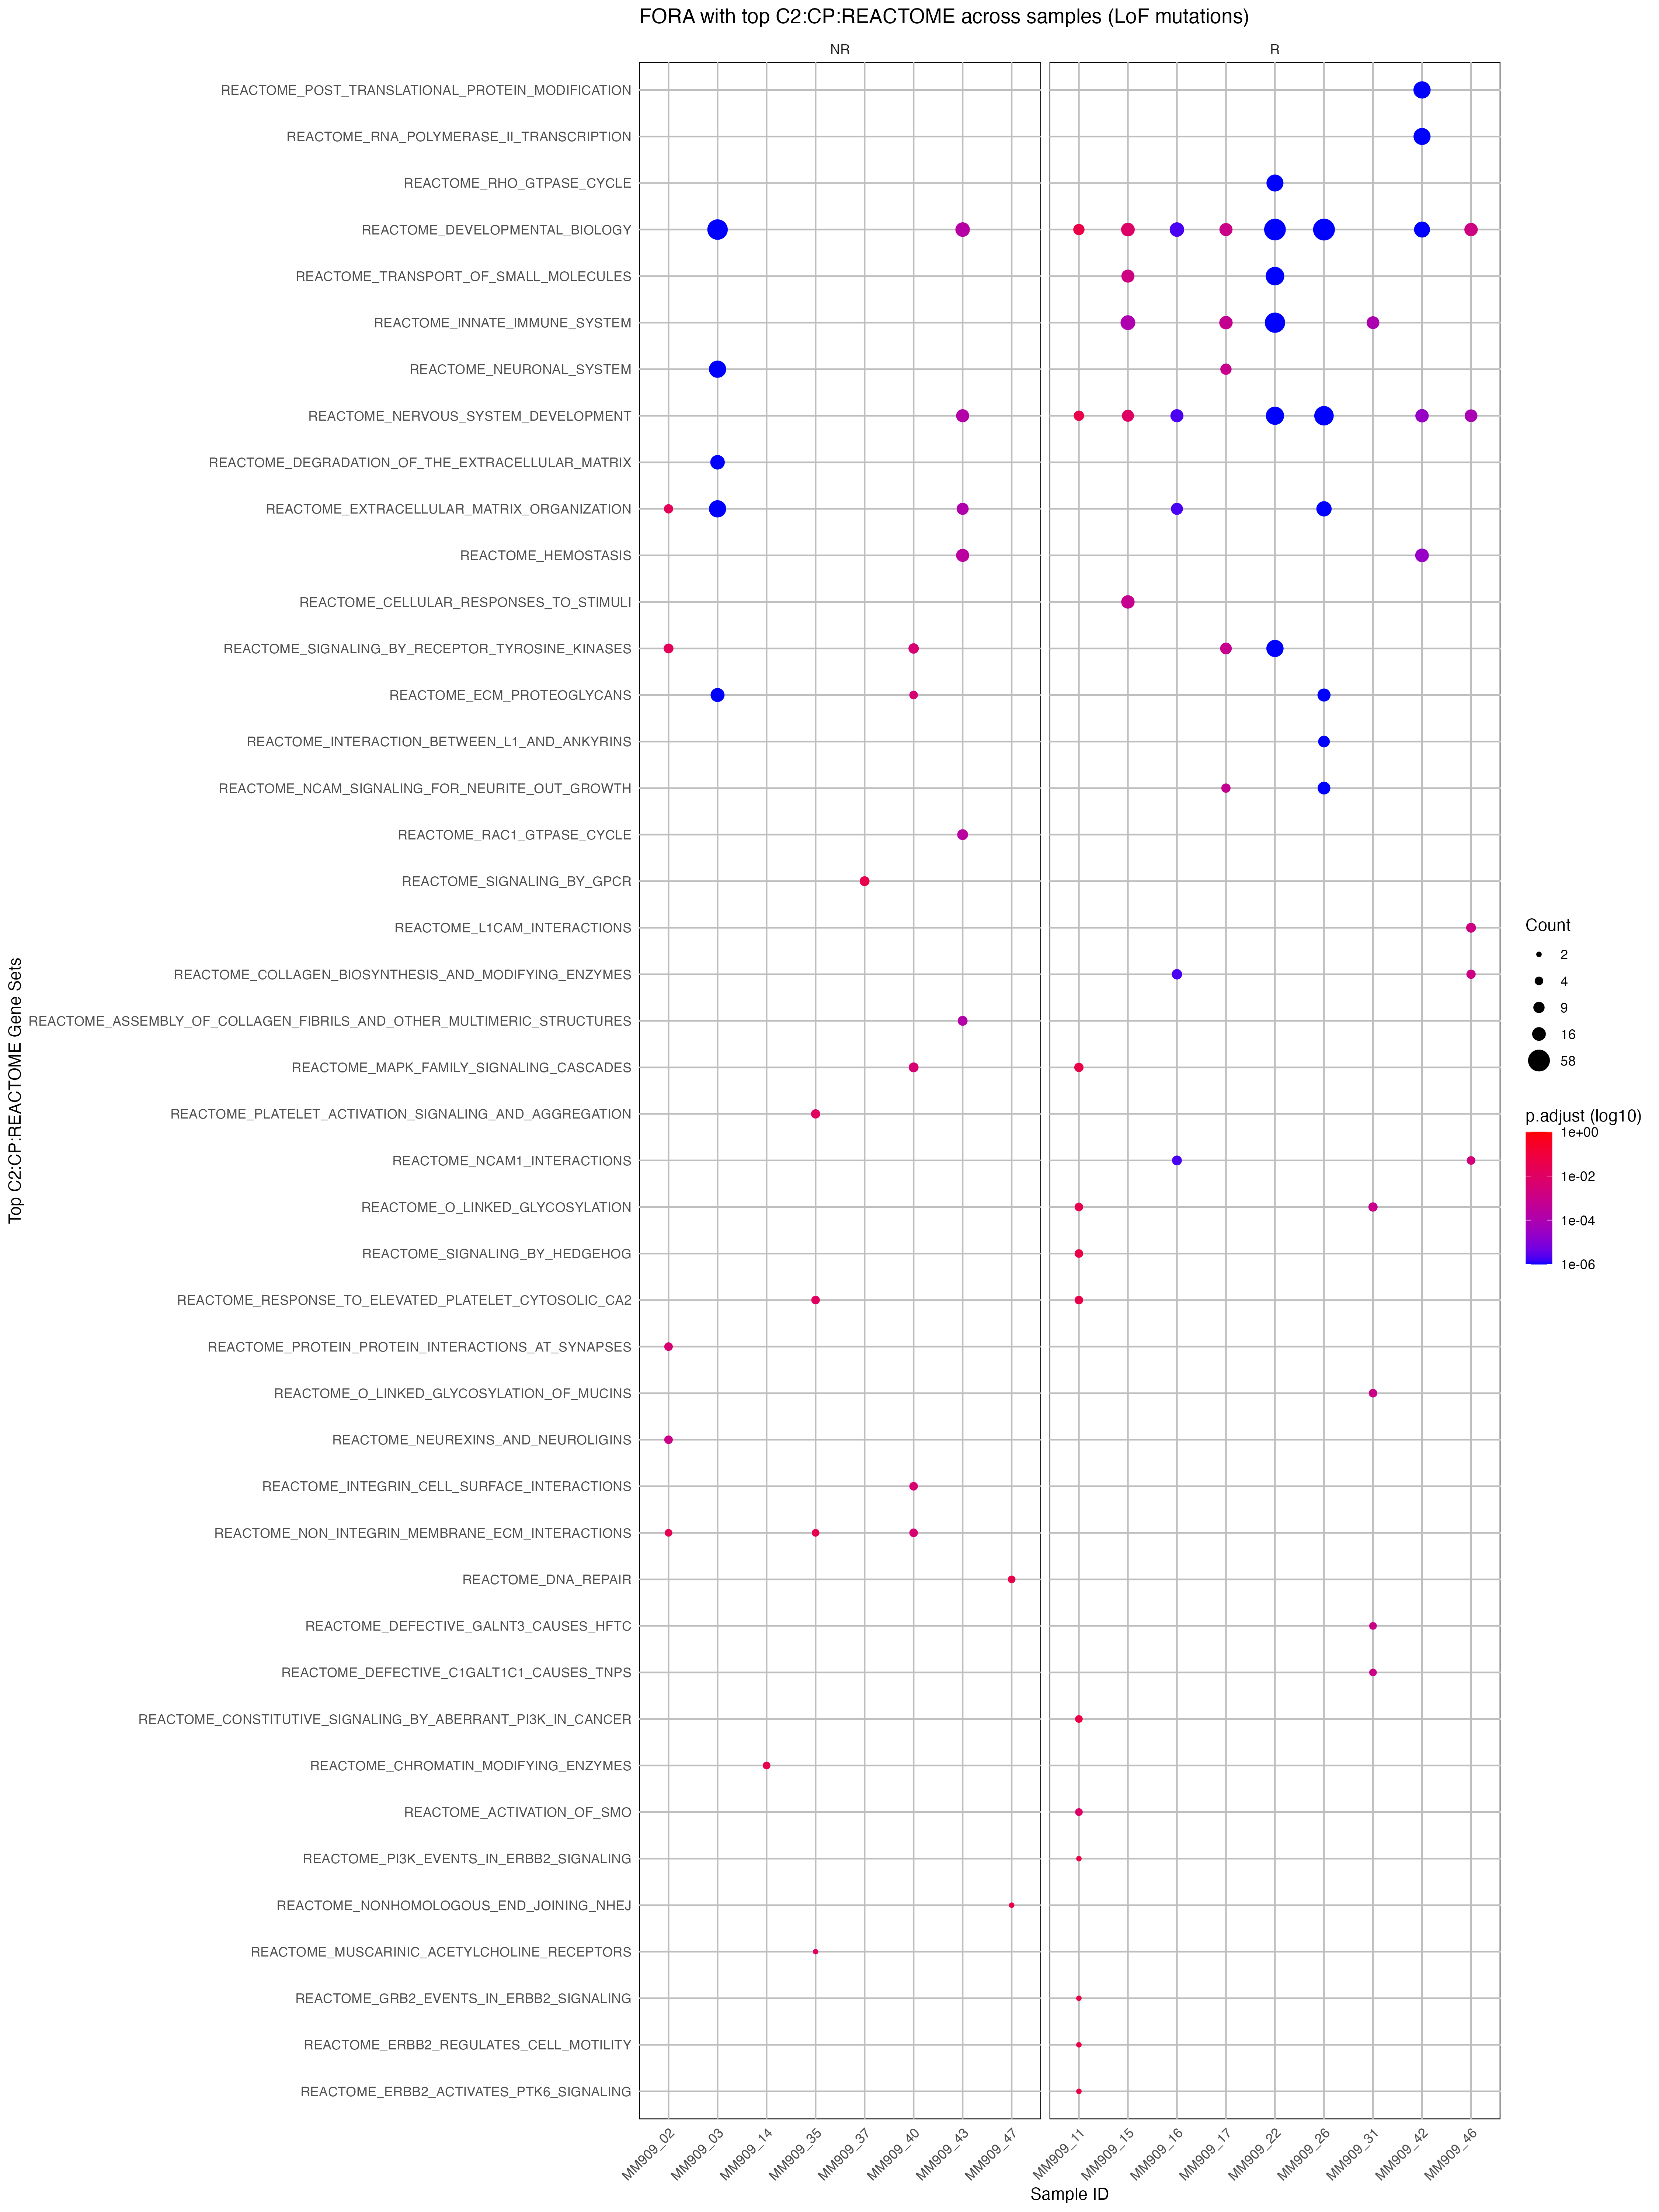 FORA with top C2:CP:REACTOME across samples (LoF mutations)
NR
R
REACTOME_POST_TRANSLATIONAL_PROTEIN_MODIFICATION
REACTOME_RNA_POLYMERASE_II_TRANSCRIPTION
REACTOME_RHO_GTPASE_CYCLE
REACTOME_DEVELOPMENTAL_BIOLOGY
REACTOME_TRANSPORT_OF_SMALL_MOLECULES
REACTOME_INNATE_IMMUNE_SYSTEM
REACTOME_NEURONAL_SYSTEM
REACTOME_NERVOUS_SYSTEM_DEVELOPMENT
REACTOME_DEGRADATION_OF_THE_EXTRACELLULAR_MATRIX
REACTOME_EXTRACELLULAR_MATRIX_ORGANIZATION
REACTOME_HEMOSTASIS
REACTOME_CELLULAR_RESPONSES_TO_STIMULI
REACTOME_SIGNALING_BY_RECEPTOR_TYROSINE_KINASES
REACTOME_ECM_PROTEOGLYCANS
REACTOME_INTERACTION_BETWEEN_L1_AND_ANKYRINS
REACTOME_NCAM_SIGNALING_FOR_NEURITE_OUT_GROWTH
REACTOME_RAC1_GTPASE_CYCLE
REACTOME_SIGNALING_BY_GPCR
REACTOME_L1CAM_INTERACTIONS
REACTOME_COLLAGEN_BIOSYNTHESIS_AND_MODIFYING_ENZYMES
REACTOME_ASSEMBLY_OF_COLLAGEN_FIBRILS_AND_OTHER_MULTIMERIC_STRUCTURES
REACTOME_MAPK_FAMILY_SIGNALING_CASCADES
REACTOME_PLATELET_ACTIVATION_SIGNALING_AND_AGGREGATION
REACTOME_NCAM1_INTERACTIONS
REACTOME_O_LINKED_GLYCOSYLATION
REACTOME_SIGNALING_BY_HEDGEHOG
REACTOME_RESPONSE_TO_ELEVATED_PLATELET_CYTOSOLIC_CA2
REACTOME_PROTEIN_PROTEIN_INTERACTIONS_AT_SYNAPSES
REACTOME_O_LINKED_GLYCOSYLATION_OF_MUCINS
REACTOME_NEUREXINS_AND_NEUROLIGINS
REACTOME_INTEGRIN_CELL_SURFACE_INTERACTIONS
REACTOME_NON_INTEGRIN_MEMBRANE_ECM_INTERACTIONS
REACTOME_DNA_REPAIR
REACTOME_DEFECTIVE_GALNT3_CAUSES_HFTC
REACTOME_DEFECTIVE_C1GALT1C1_CAUSES_TNPS
REACTOME_CONSTITUTIVE_SIGNALING_BY_ABERRANT_PI3K_IN_CANCER
REACTOME_CHROMATIN_MODIFYING_ENZYMES
REACTOME_ACTIVATION_OF_SMO
REACTOME_PI3K_EVENTS_IN_ERBB2_SIGNALING
REACTOME_NONHOMOLOGOUS_END_JOINING_NHEJ
REACTOME_MUSCARINIC_ACETYLCHOLINE_RECEPTORS
REACTOME_GRB2_EVENTS_IN_ERBB2_SIGNALING
REACTOME_ERBB2_REGULATES_CELL_MOTILITY
REACTOME_ERBB2_ACTIVATES_PTK6_SIGNALING
Top C2:CP:REACTOME Gene Sets
MM909_02
MM909_03
MM909_14
MM909_35
MM909_37
MM909_40
MM909_43
MM909_47
MM909_11
MM909_15
MM909_16
MM909_17
MM909_22
MM909_26
MM909_31
MM909_42
MM909_46
Sample ID
Count
2
4
9
16
58
p.adjust (log10)
1e+00
1e-02
1e-04
1e-06